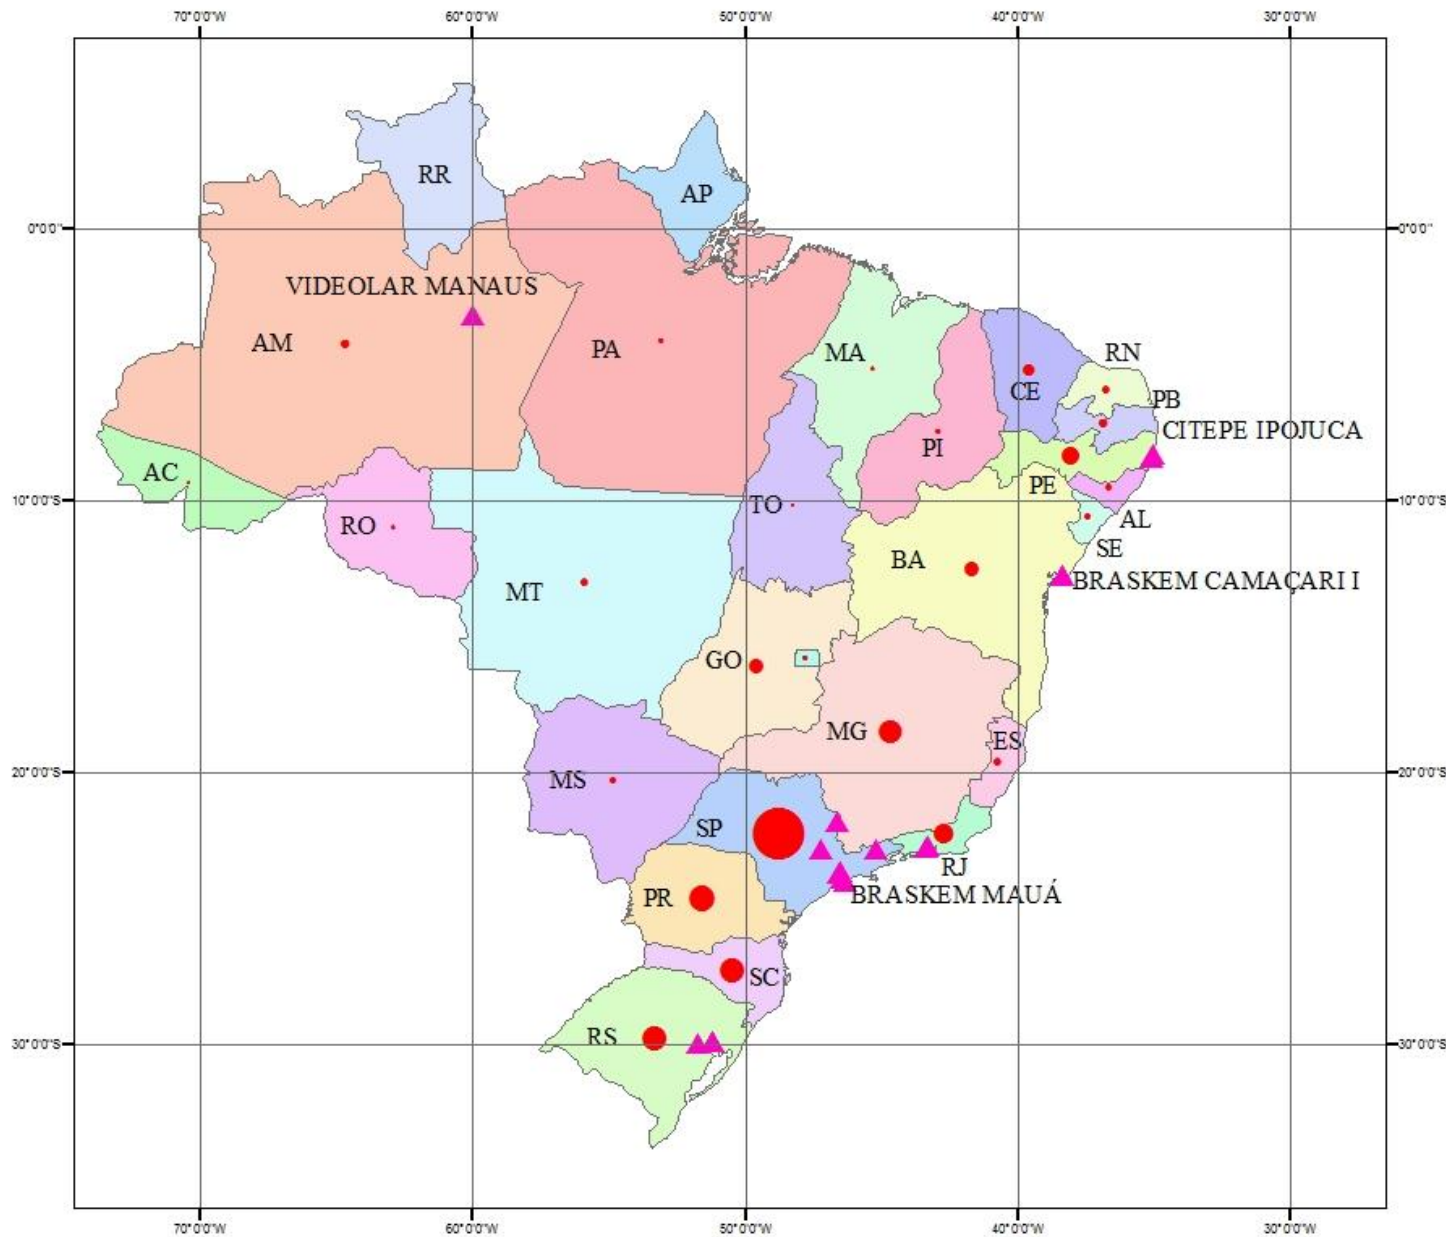 70°0'0"W 60°0'0"W 50°0'0"W 40°0'0"W 30°0'0"W
RR
AP
0°0'0" 0°0'0"
VIDEOLAR MANAUS
AM
PA
MA
RN
CE
PB
CITEPE IPOJUCA
PI
AC
PE
10°0'0"S 10°0'0"S
TO
AL
RO
SE
BA
BRASKEM CAMAÇARI I
MT
GO
MG
ES
20°0'0"S 20°0'0"S
MS
SP
RJ
BRASKEM MAUÁ
PR
SC
RS
30°0'0"S 30°0'0"S
70°0'0"W 60°0'0"W 50°0'0"W 40°0'0"W 30°0'0"W